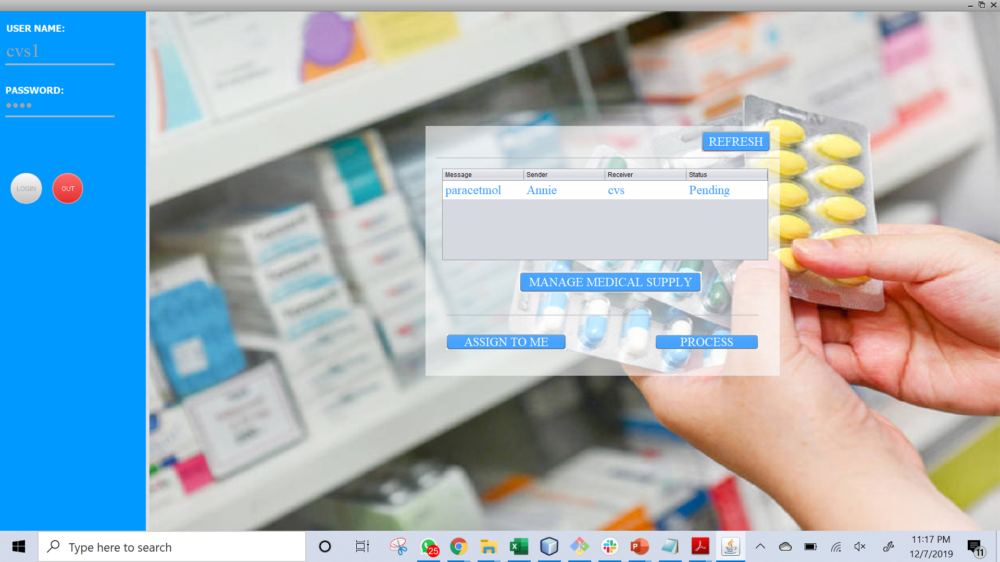 USER NAME:
cvs1
PASSWORD:
LOGIN
OUT
REFRESH
Message Sender Receiver Status
paracetmol Annie cvs Pending
MANAGE MEDICAL SUPPLY
ASSIGN TO ME
PROCESS
Type here to search
25
11:17 PM
12/7/2019
11